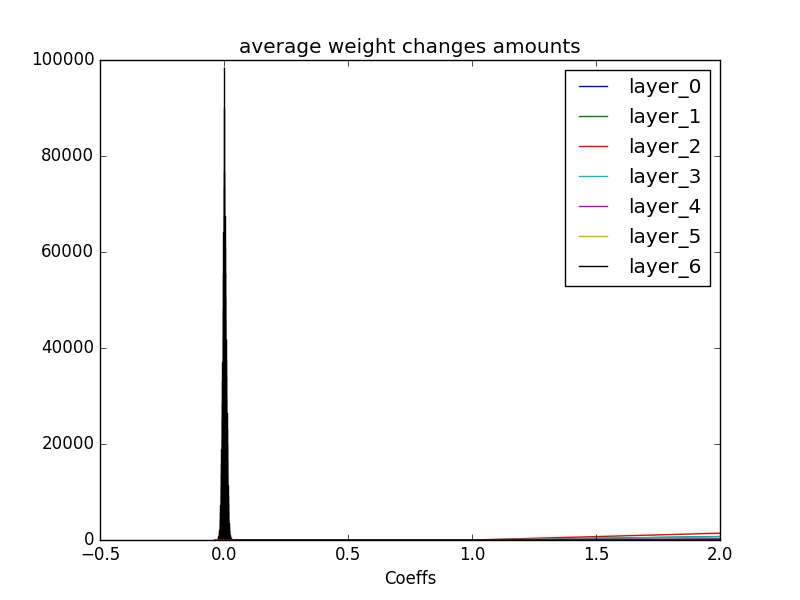 average weight changes amounts
100000
80000
60000
40000
20000
0
layer_0
layer_1
layer_2
layer_3
layer_4
layer_5
layer_6
−0.5 0.0 0.5 1.0 1.5 2.0
Coeffs